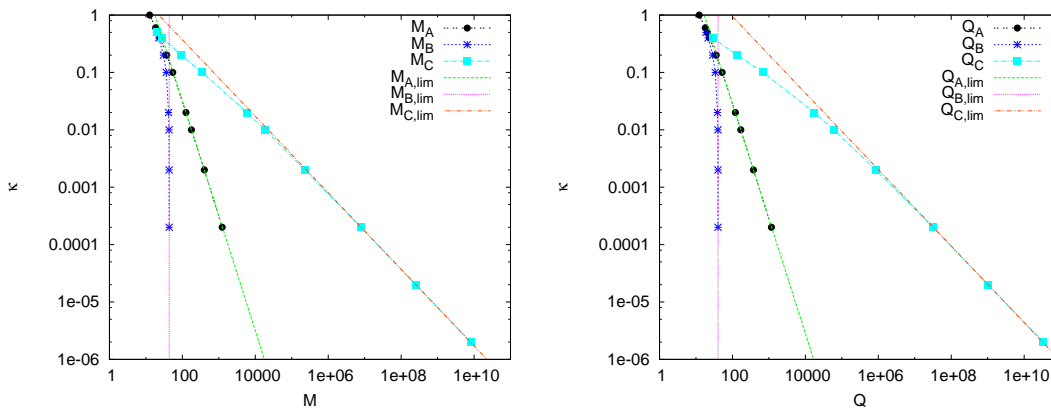 1
0.1
0.01
0.001
0.0001
1e-05
1e-06
κ
1 100 10000 1e+06 1e+08 1e+10
M
M_A
M_B
M_C
M_A,lim
M_B,lim
M_C,lim
1
0.1
0.01
0.001
0.0001
1e-05
1e-06
κ
1 100 10000 1e+06 1e+08 1e+10
Q
Q_A
Q_B
Q_C
Q_A,lim
Q_B,lim
Q_C,lim